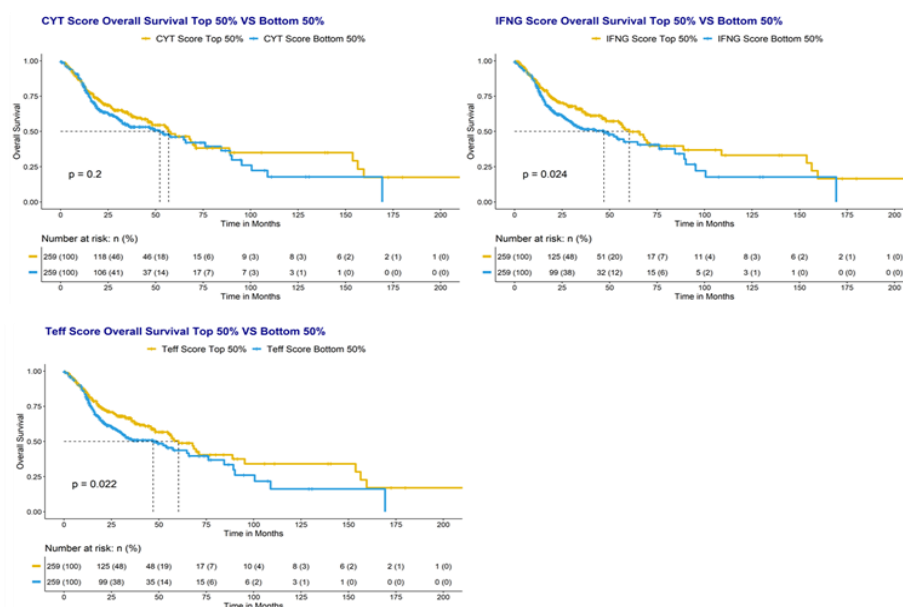 CYT Score Overall Survival Top 50% VS Bottom 50%
CYT Score Top 50% CYT Score Bottom 50%
Overall Survival
1.00
0.75
0.50
0.25
0.00
p = 0.2
0 25 50 75 100 125 150 175 200
Time in Months
Number at risk: n (%)
259 (100) 118 (46) 46 (18) 15 (6) 9 (3) 8 (3) 6 (2) 2 (1) 1 (0)
259 (100) 106 (41) 37 (14) 17 (7) 7 (3) 3 (1) 1 (0) 0 (0) 0 (0)
0 25 50 75 100 125 150 175 200
Time in Months
IFNG Score Overall Survival Top 50% VS Bottom 50%
IFNG Score Top 50% IFNG Score Bottom 50%
Overall Survival
1.00
0.75
0.50
0.25
0.00
p = 0.024
0 25 50 75 100 125 150 175 200
Time in Months
Number at risk: n (%)
259 (100) 125 (48) 51 (20) 17 (7) 11 (4) 8 (3) 6 (2) 2 (1) 1 (0)
259 (100) 99 (38) 32 (12) 15 (6) 5 (2) 3 (1) 1 (0) 0 (0) 0 (0)
0 25 50 75 100 125 150 175 200
Time in Months
Teff Score Overall Survival Top 50% VS Bottom 50%
Teff Score Top 50% Teff Score Bottom 50%
Overall Survival
1.00
0.75
0.50
0.25
0.00
p = 0.022
0 25 50 75 100 125 150 175 200
Time in Months
Number at risk: n (%)
259 (100) 125 (48) 48 (19) 17 (7) 10 (4) 8 (3) 6 (2) 2 (1) 1 (0)
259 (100) 99 (38) 35 (14) 15 (6) 6 (2) 3 (1) 1 (0) 0 (0) 0 (0)
0 25 50 75 100 125 150 175 200
Time in Months